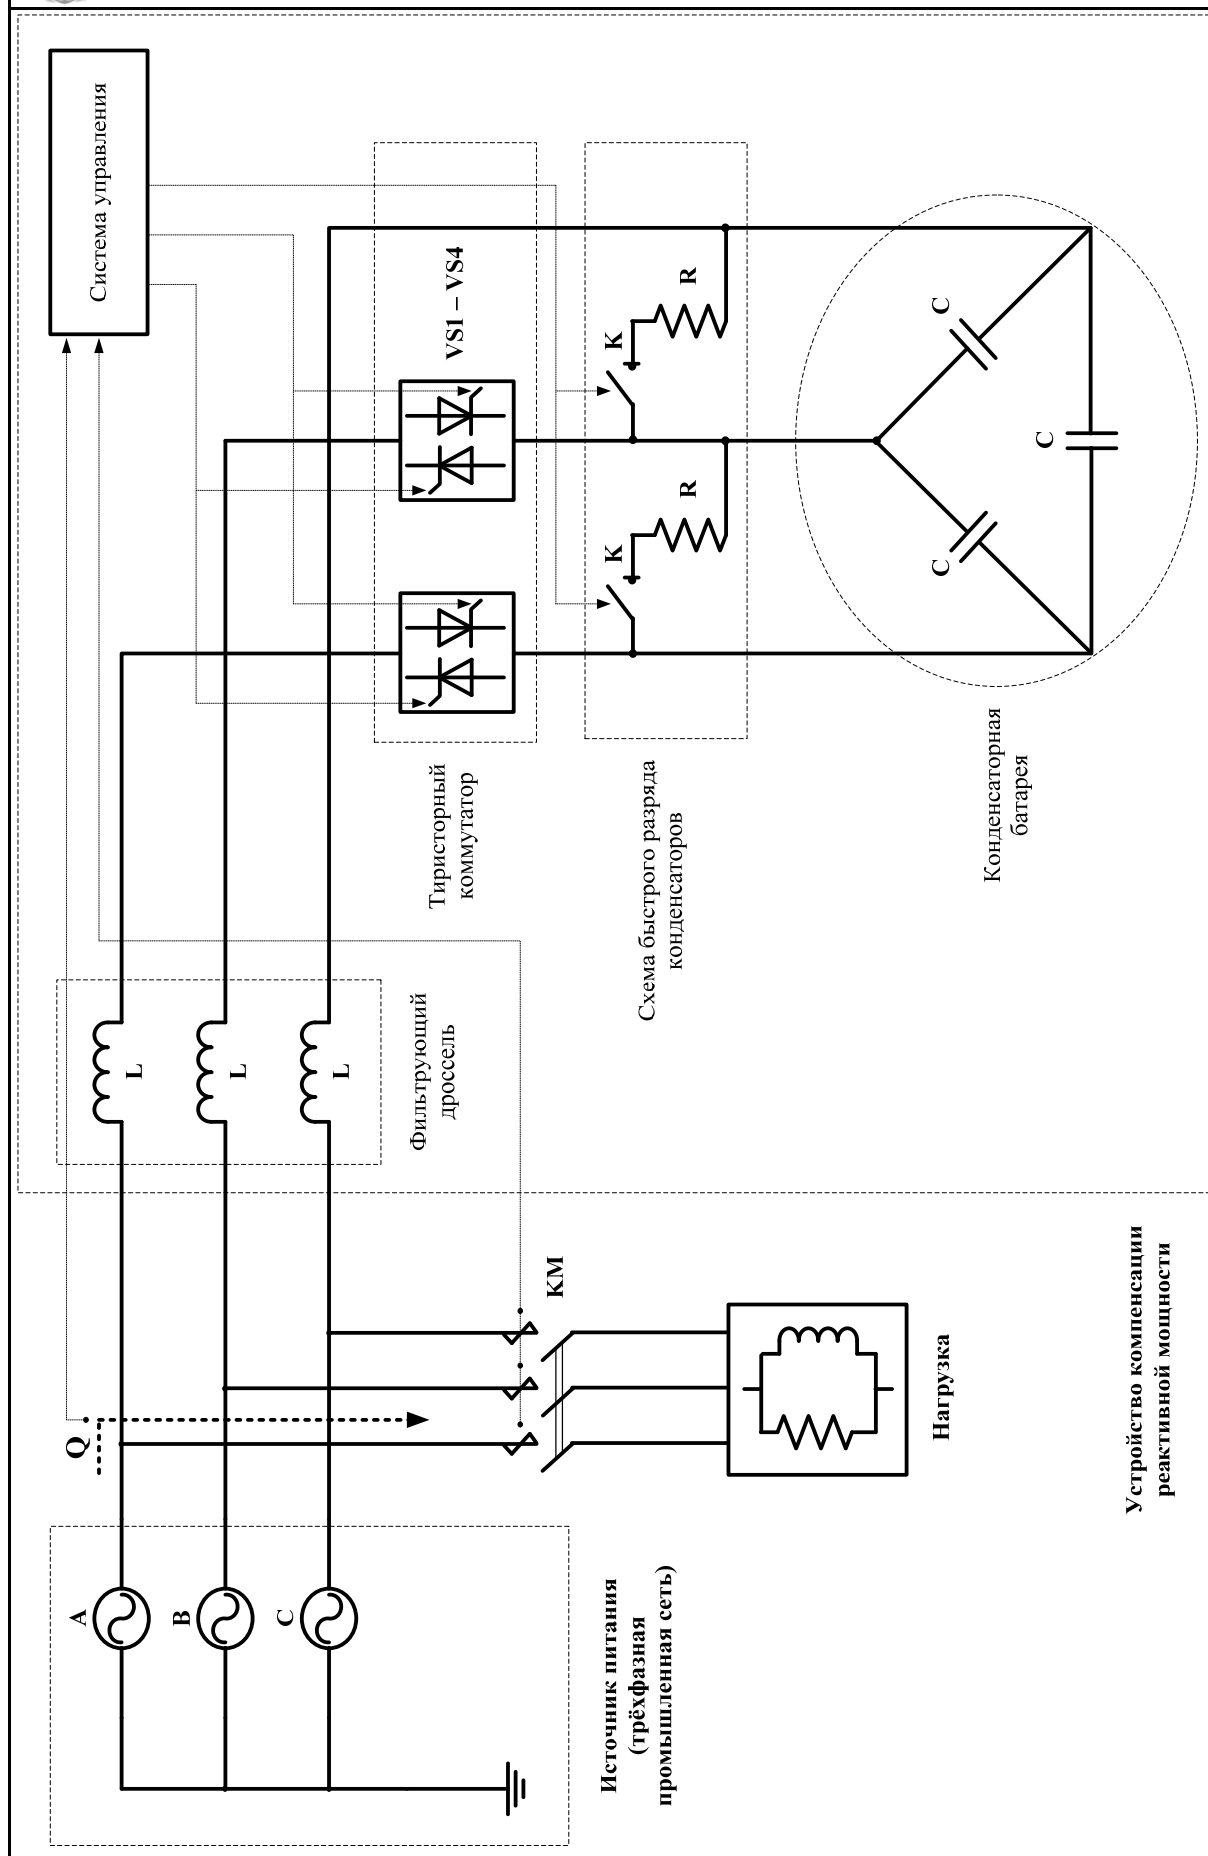 Система управления
VS1 – VS4
K
R
K
R
C
C
C
Тиристорный
коммутатор
Схема быстрого разряда
конденсаторов
Конденсаторная
батарея
L
L
L
Фильтрующий
дроссель
Q
KM
Нагрузка
Устройство компенсации
реактивной мощности
A
B
C
Источник питания
(трёхфазная
промышленная сеть)